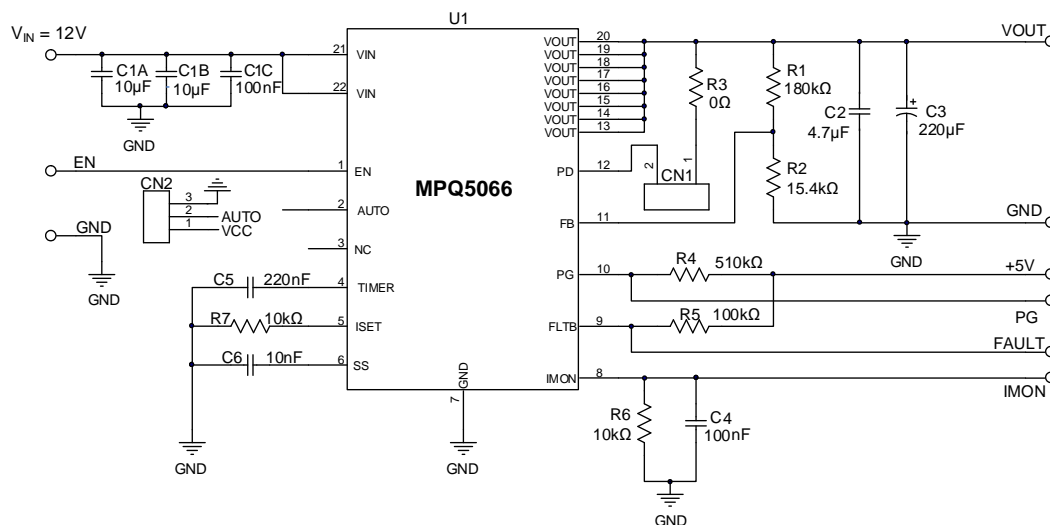 U1
V_IN = 12V
C1A
10µF
C1B
10µF
C1C
100nF
GND
21
VIN
22
VIN
EN
1
EN
CN2
3
2
1
AUTO
VCC
2
AUTO
3
NC
GND
GND
C5
220nF
4
TIMER
R7
10kΩ
5
ISET
C6
10nF
6
SS
GND
MPQ5066
GND
7
GND
VOUT
20
VOUT
19
VOUT
18
VOUT
17
VOUT
16
VOUT
15
VOUT
14
VOUT
13
PD
12
2
1
CN1
R3
0Ω
R1
180kΩ
R2
15.4kΩ
C2
4.7µF
+
C3
220µF
VOUT
GND
GND
FB
11
PG
10
R4
510kΩ
+5V
PG
FLTB
9
R5
100kΩ
FAULT
IMON
8
IMON
R6
10kΩ
C4
100nF
GND